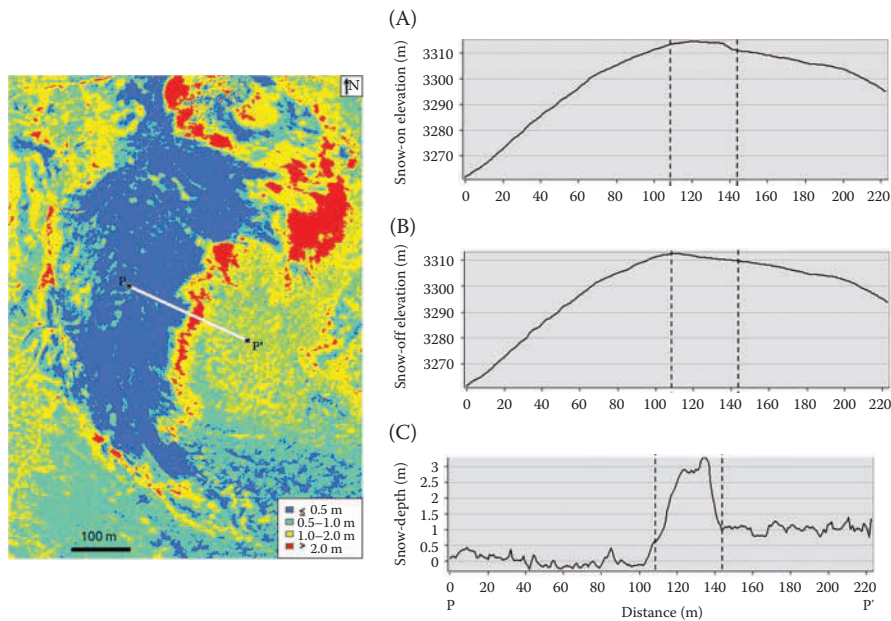 N
P
P'
≤ 0.5 m
0.5–1.0 m
1.0–2.0 m
> 2.0 m
100 m
(A)
Snow-on elevation (m)
3310
3300
3290
3280
3270
0 20 40 60 80 100 120 140 160 180 200 220
(B)
Snow-off elevation (m)
3310
3300
3290
3280
3270
0 20 40 60 80 100 120 140 160 180 200 220
(C)
Snow-depth (m)
3
2.5
2
1.5
1
0.5
0
0 20 40 60 80 100 120 140 160 180 200 220
P Distance (m) P′